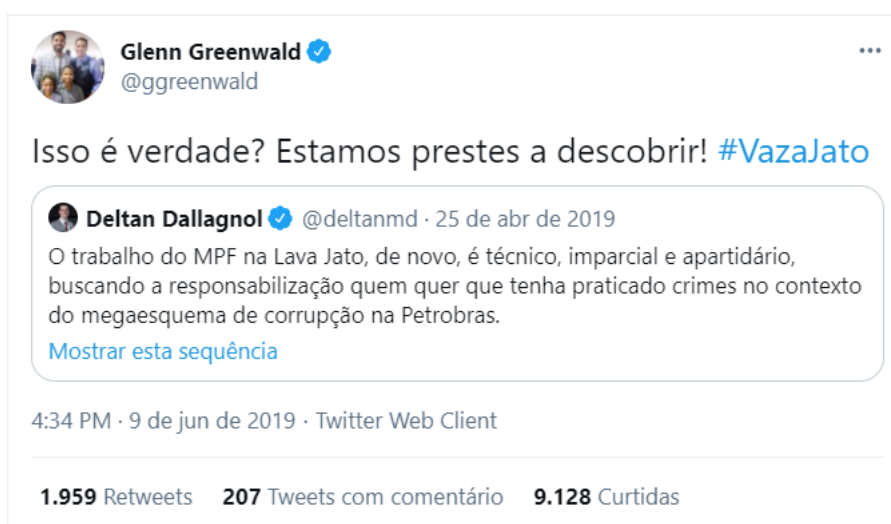 Glenn Greenwald
@ggreenwald
Isso é verdade? Estamos prestes a descobrir! #VazaJato
Deltan Dallagnol @deltanmd · 25 de abr de 2019
O trabalho do MPF na Lava Jato, de novo, é técnico, imparcial e apartidário,
buscando a responsabilização quem quer que tenha praticado crimes no contexto
do megaesquema de corrupção na Petrobras.
Mostrar esta sequência
4:34 PM · 9 de jun de 2019 · Twitter Web Client
1.959 Retweets 207 Tweets com comentário 9.128 Curtidas